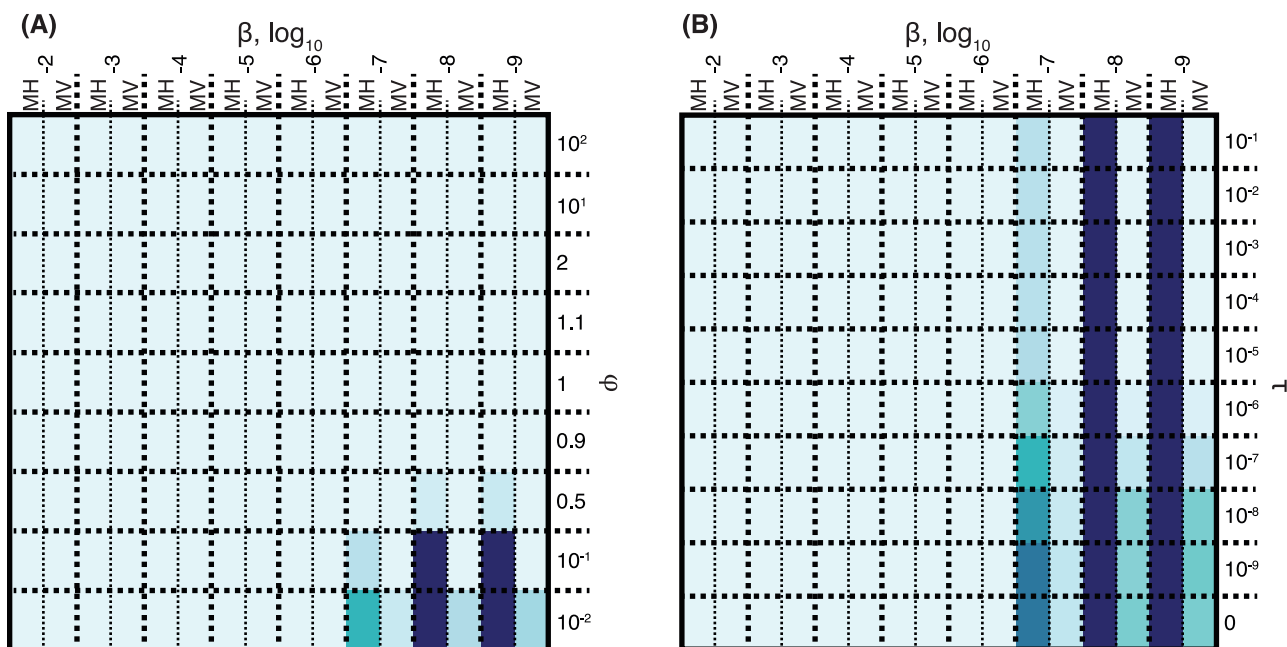 (A)
β, log₁₀
-2 -3 -4 -5 -6 -7 -8 -9
MH MV MH MV MH MV MH MV MH MV MH MV MH MV MH MV
10²
10¹
2
1.1
1
0.9
0.5
10⁻¹
10⁻²
φ
(B)
β, log₁₀
-2 -3 -4 -5 -6 -7 -8 -9
MH MV MH MV MH MV MH MV MH MV MH MV MH MV MH MV
10⁻¹
10⁻²
10⁻³
10⁻⁴
10⁻⁵
10⁻⁶
10⁻⁷
10⁻⁸
10⁻⁹
0
τ